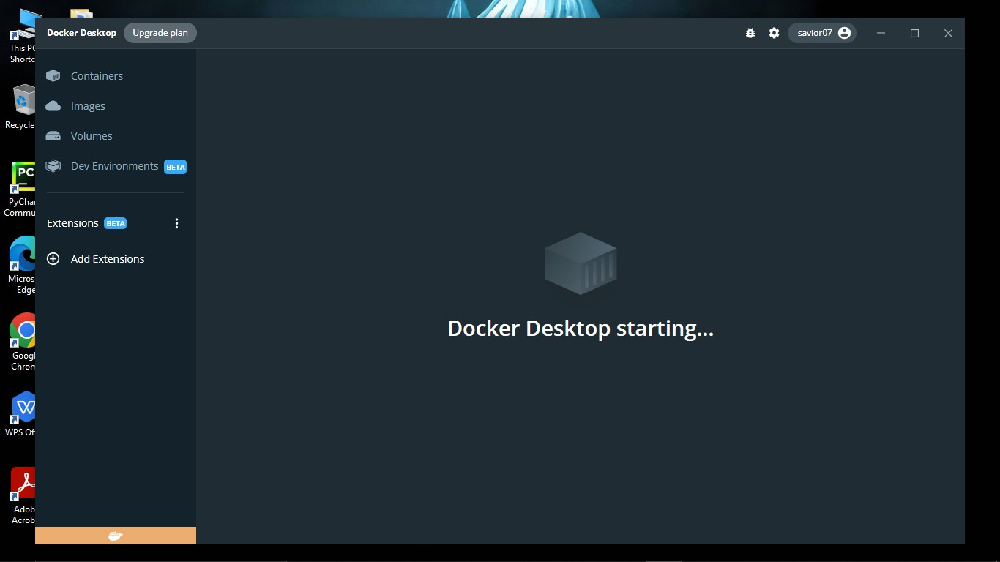 Docker Desktop
Upgrade plan
savior07
This PC
Shortc
Recycle
PC
PyChar
Commu
Micros
Edge
Googl
Chrom
W
WPS Of
Adob
Acrob
Containers
Images
Volumes
Dev Environments BETA
Extensions BETA
Add Extensions
Docker Desktop starting...